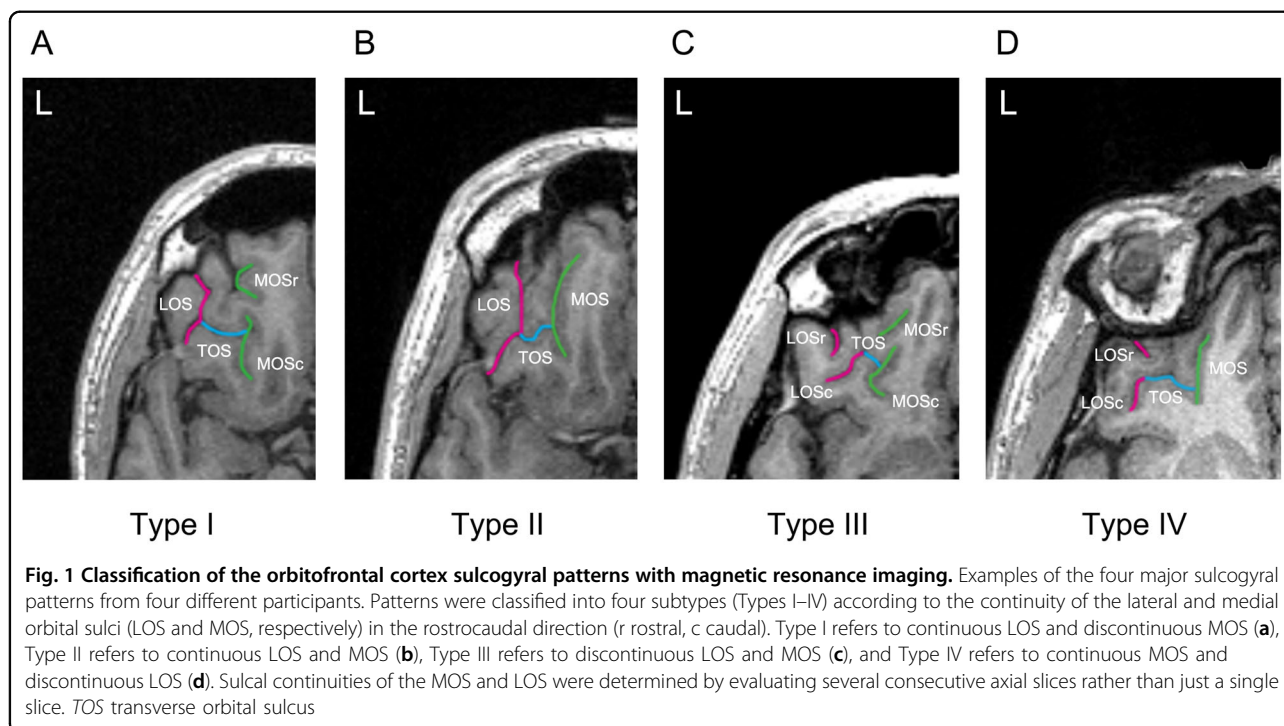 A B C D
L L L L
LOS MOSr TOS MOSc
LOS MOS TOS
LOSr TOS MOSr LOSc MOSc
LOSr MOS LOSc TOS
Type I Type II Type III Type IV
Fig. 1 Classification of the orbitofrontal cortex sulcogyral patterns with magnetic resonance imaging. Examples of the four major sulcogyral
patterns from four different participants. Patterns were classified into four subtypes (Types I–IV) according to the continuity of the lateral and medial
orbital sulci (LOS and MOS, respectively) in the rostrocaudal direction (r rostral, c caudal). Type I refers to continuous LOS and discontinuous MOS (a),
Type II refers to continuous LOS and MOS (b), Type III refers to discontinuous LOS and MOS (c), and Type IV refers to continuous MOS and
discontinuous LOS (d). Sulcal continuities of the MOS and LOS were determined by evaluating several consecutive axial slices rather than just a single
slice. TOS transverse orbital sulcus